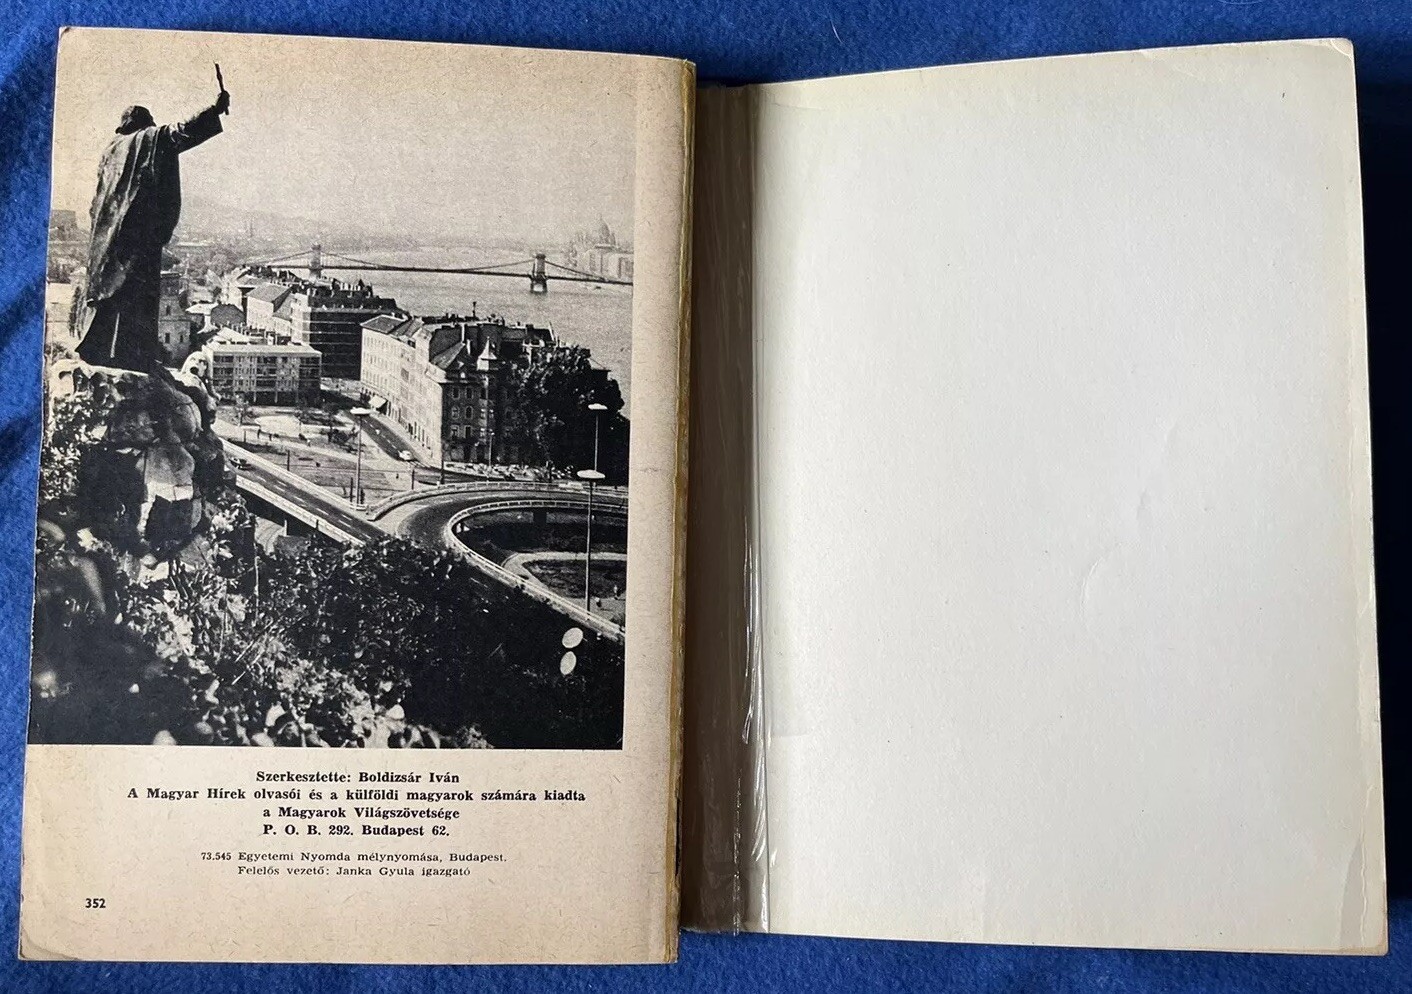 Szerkesztette: Boldizsár Iván
A Magyar Hírek olvasói és a külföldi magyarok számára kiadta
a Magyarok Világszövetsége
P. O. B. 292. Budapest 62.
73.545 Egyetemi Nyomda mélynyomása, Budapest.
Felelős vezető: Janka Gyula igazgató
352